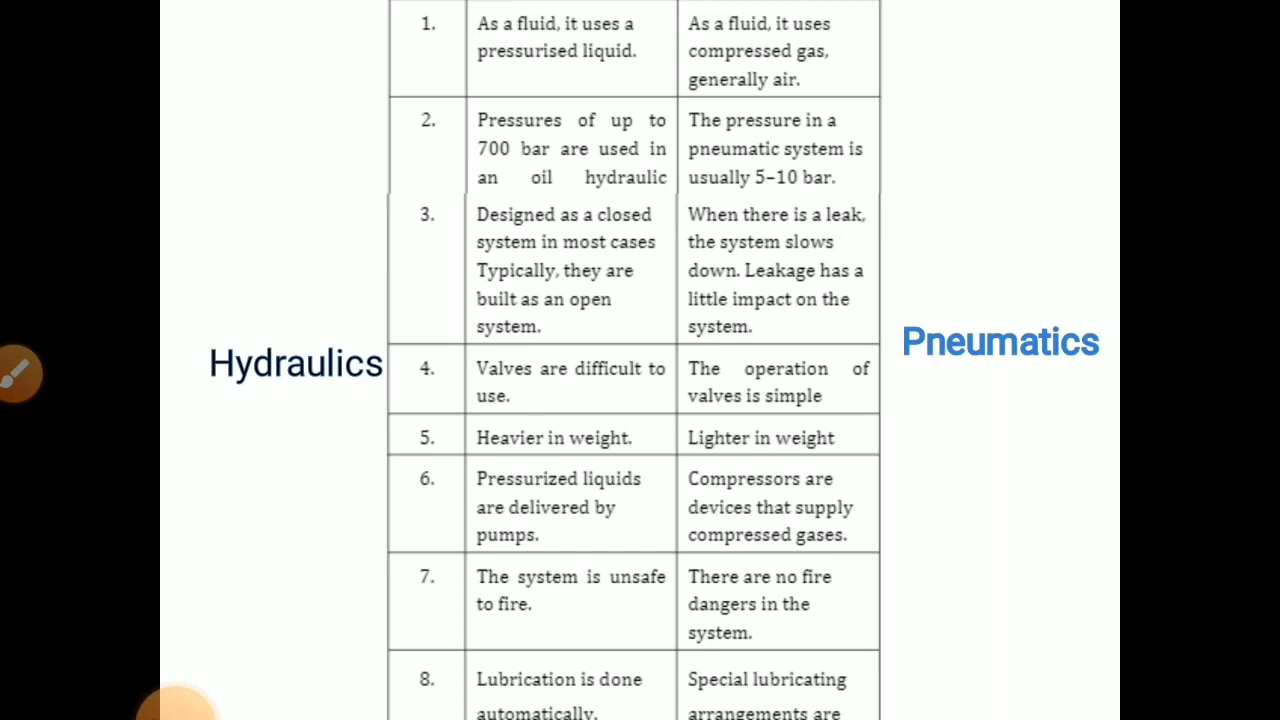 1.
As a fluid, it uses a
pressurised liquid.
As a fluid, it uses
compressed gas,
generally air.
2.
Pressures of up to
700 bar are used in
an oil hydraulic
The pressure in a
pneumatic system is
usually 5–10 bar.
3.
Designed as a closed
system in most cases
Typically, they are
built as an open
system.
When there is a leak,
the system slows
down. Leakage has a
little impact on the
system.
Hydraulics
Pneumatics
4.
Valves are difficult to
use.
The operation of
valves is simple
5.
Heavier in weight.
Lighter in weight
6.
Pressurized liquids
are delivered by
pumps.
Compressors are
devices that supply
compressed gases.
7.
The system is unsafe
to fire.
There are no fire
dangers in the
system.
8.
Lubrication is done
automatically.
Special lubricating
arrangements are